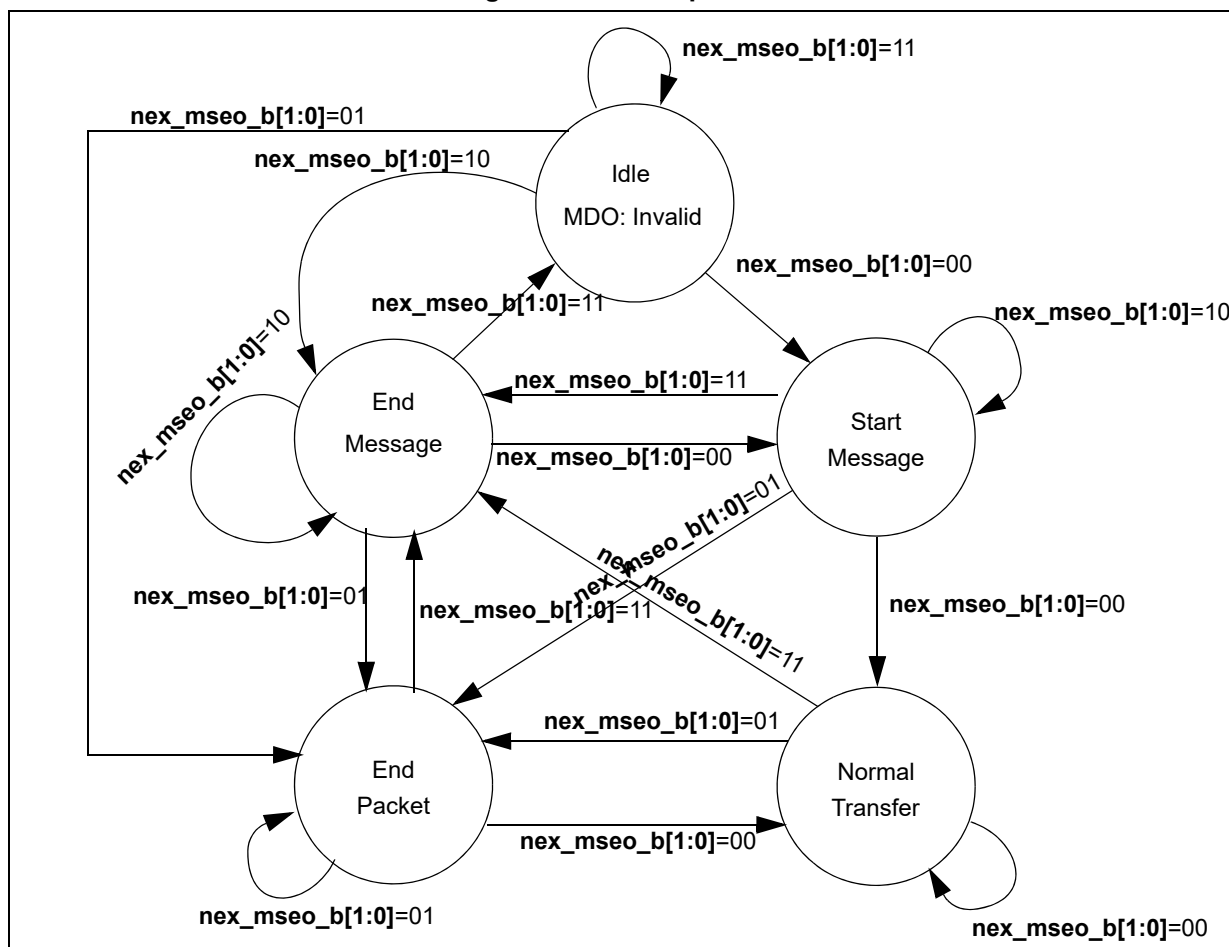 nex_mseo_b[1:0]=11
nex_mseo_b[1:0]=01
nex_mseo_b[1:0]=10
Idle
MDO: Invalid
nex_mseo_b[1:0]=00
nex_mseo_b[1:0]=11
nex_mseo_b[1:0]=10
nex_mseo_b[1:0]=10
nex_mseo_b[1:0]=11
End
Message
Start
Message
nex_mseo_b[1:0]=00
nex_mseo_b[1:0]=01
nex_mseo_b[1:0]=11
nex_mseo_b[1:0]=01
nex_mseo_b[1:0]=11
nex_mseo_b[1:0]=00
nex_mseo_b[1:0]=01
End
Packet
Normal
Transfer
nex_mseo_b[1:0]=00
nex_mseo_b[1:0]=01
nex_mseo_b[1:0]=00